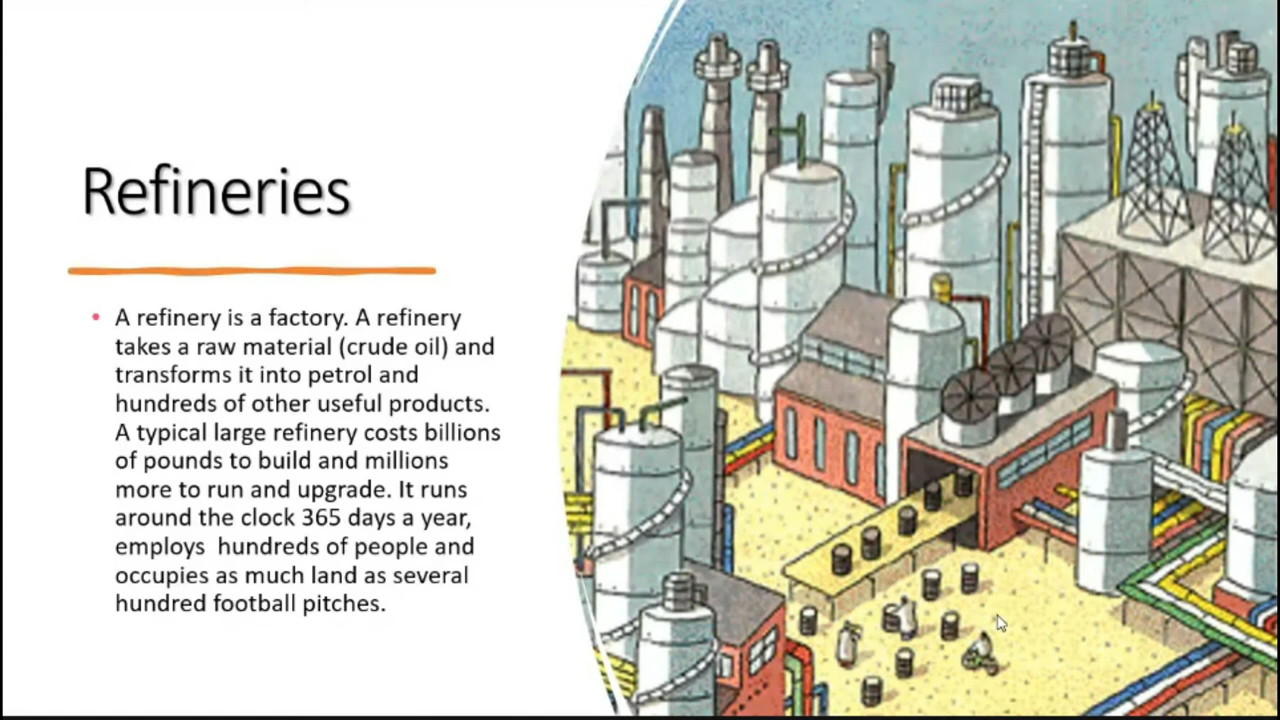 Refineries
• A refinery is a factory. A refinery
takes a raw material (crude oil) and
transforms it into petrol and
hundreds of other useful products.
A typical large refinery costs billions
of pounds to build and millions
more to run and upgrade. It runs
around the clock 365 days a year,
employs  hundreds of people and
occupies as much land as several
hundred football pitches.